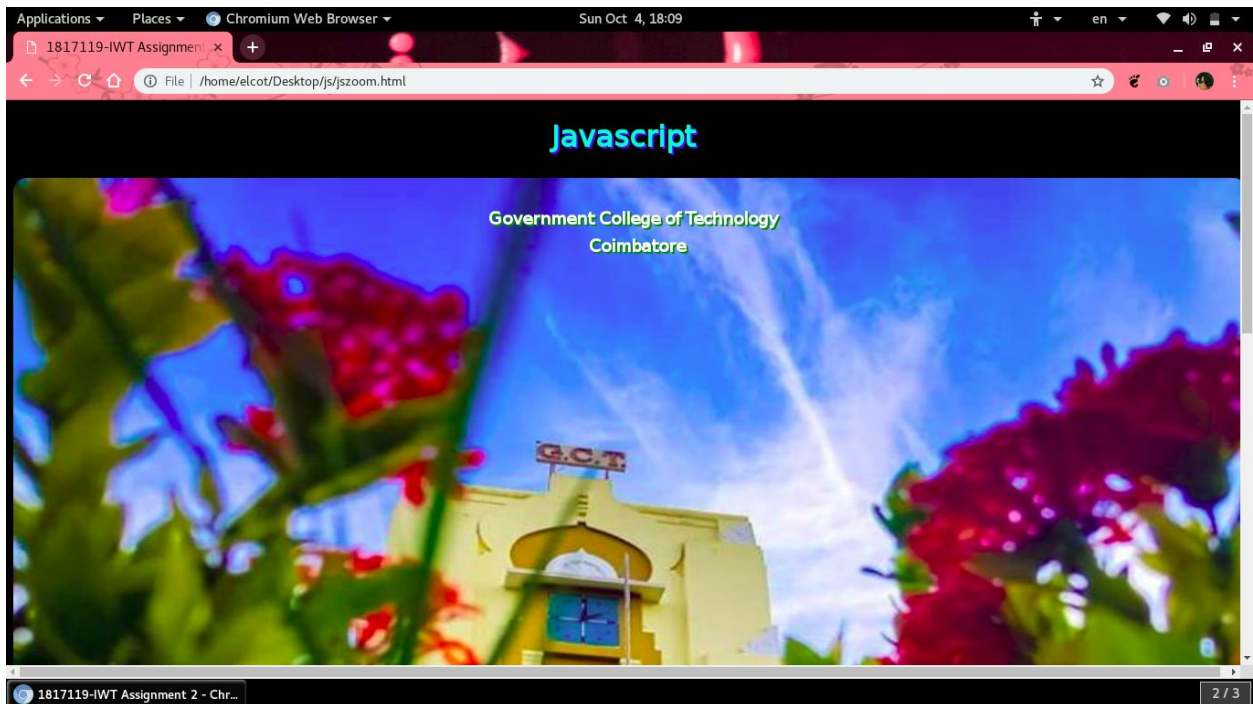 Applications Places Chromium Web Browser Sun Oct 4, 18:09 en
1817119-IWT Assignment
File /home/elcot/Desktop/js/jszoom.html
Javascript
Government College of Technology
Coimbatore
G.C.T.
1817119-IWT Assignment 2 - Chr...
2 / 3